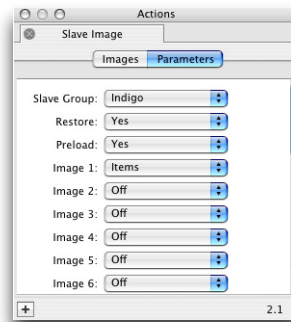 Actions
Slave Image
Images Parameters
Slave Group: Indigo
Restore: Yes
Preload: Yes
Image 1: Items
Image 2: Off
Image 3: Off
Image 4: Off
Image 5: Off
Image 6: Off
2.1